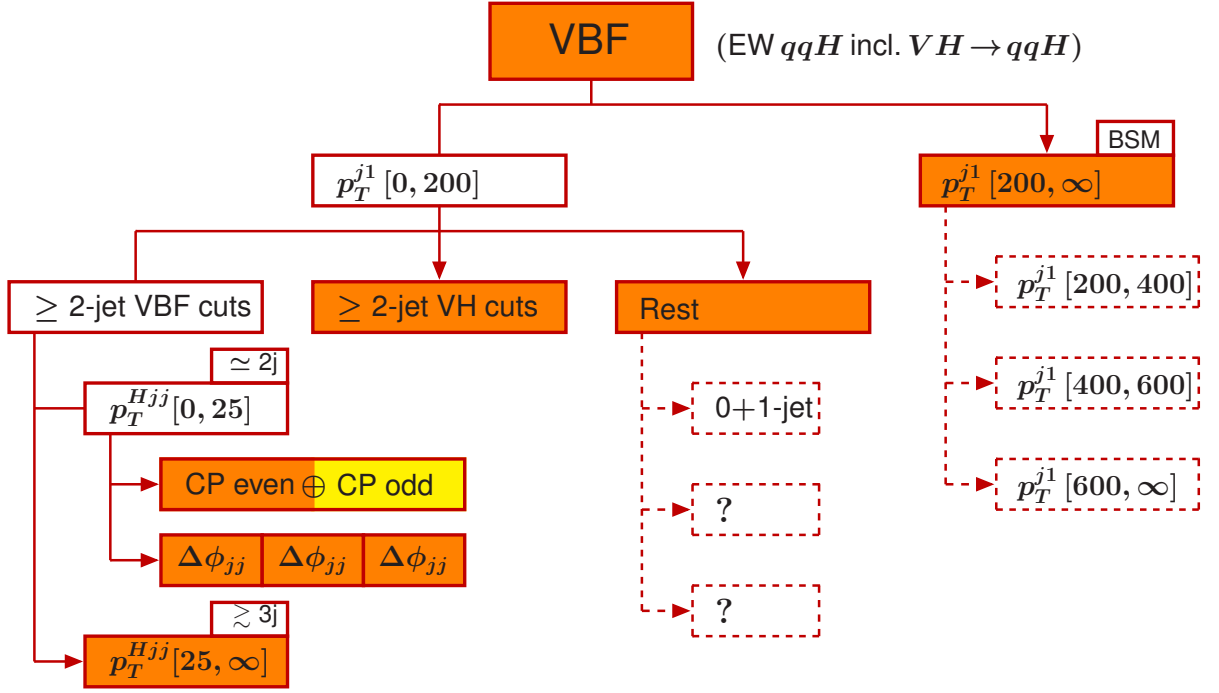 VBF (EW qqH incl. VH → qqH)
BSM
p_T^{j1} [0, 200]
p_T^{j1} [200, ∞]
≥ 2-jet VBF cuts
≥ 2-jet VH cuts
Rest
p_T^{j1} [200, 400]
≃ 2j
p_T^{Hjj} [0, 25]
0+1-jet
p_T^{j1} [400, 600]
CP even ⊕ CP odd
?
p_T^{j1} [600, ∞]
Δϕ_{jj} Δϕ_{jj} Δϕ_{jj}
≳ 3j
?
p_T^{Hjj} [25, ∞]